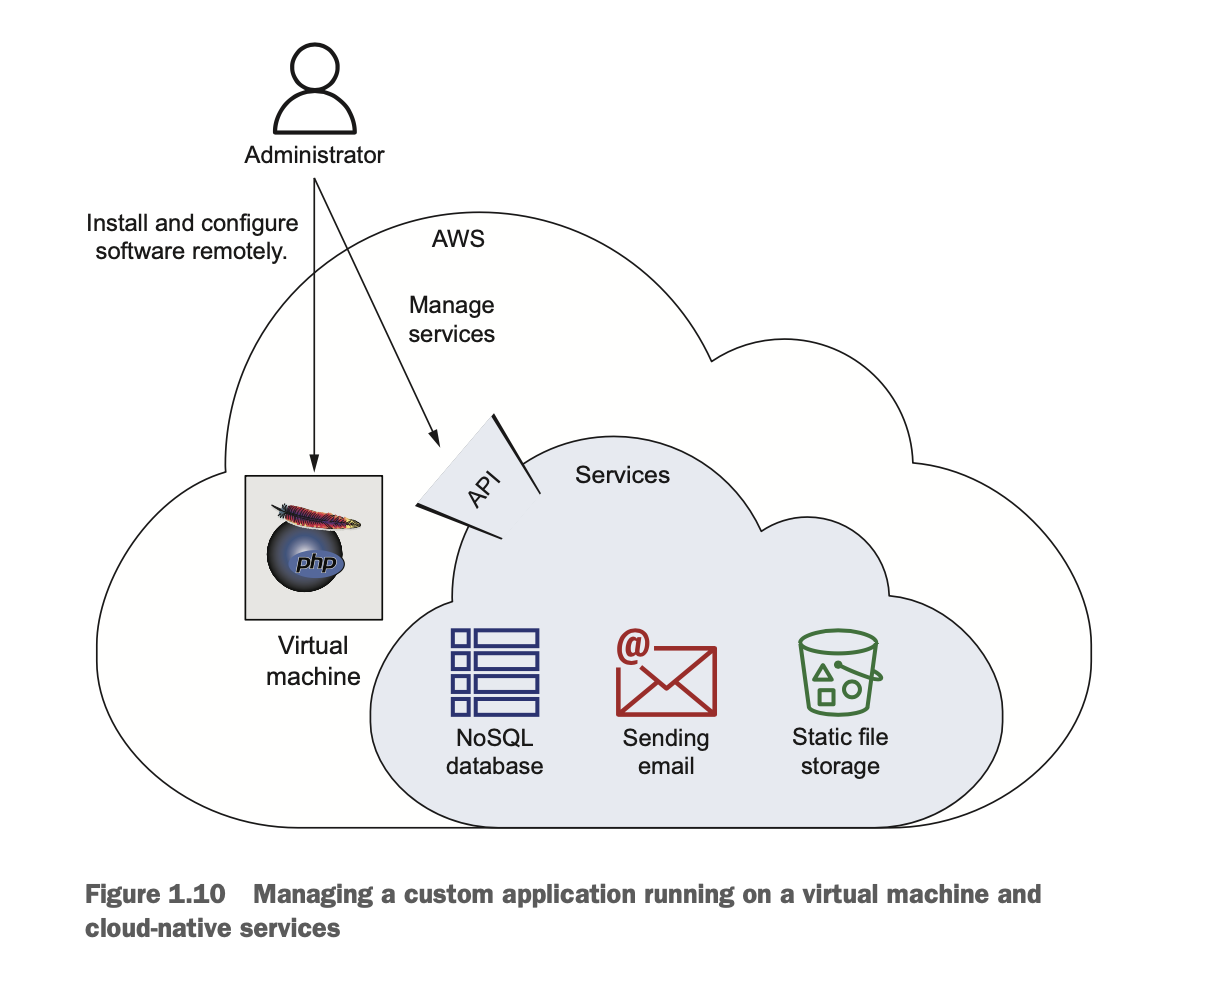 Administrator
Install and configure
software remotely.
AWS
Manage
services
API
Services
php
Virtual
machine
@
NoSQL
database
Sending
email
Static file
storage
Figure 1.10 Managing a custom application running on a virtual machine and
cloud-native services